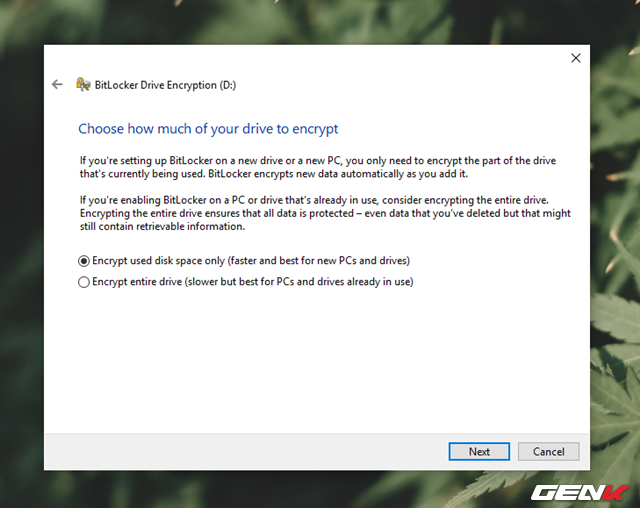 BitLocker Drive Encryption (D:)
Choose how much of your drive to encrypt
If you're setting up BitLocker on a new drive or a new PC, you only need to encrypt the part of the drive
that's currently being used. BitLocker encrypts new data automatically as you add it.
If you're enabling BitLocker on a PC or drive that's already in use, consider encrypting the entire drive.
Encrypting the entire drive ensures that all data is protected – even data that you've deleted but that might
still contain retrievable information.
Encrypt used disk space only (faster and best for new PCs and drives)
Encrypt entire drive (slower but best for PCs and drives already in use)
Next
Cancel
GENK